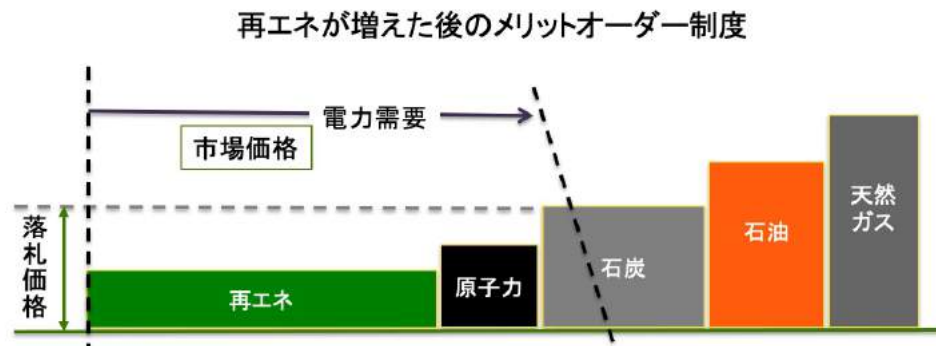 再エネが増えた後のメリットオーダー制度
電力需要
市場価格
落札価格
再エネ
原子力
石炭
石油
天然
ガス